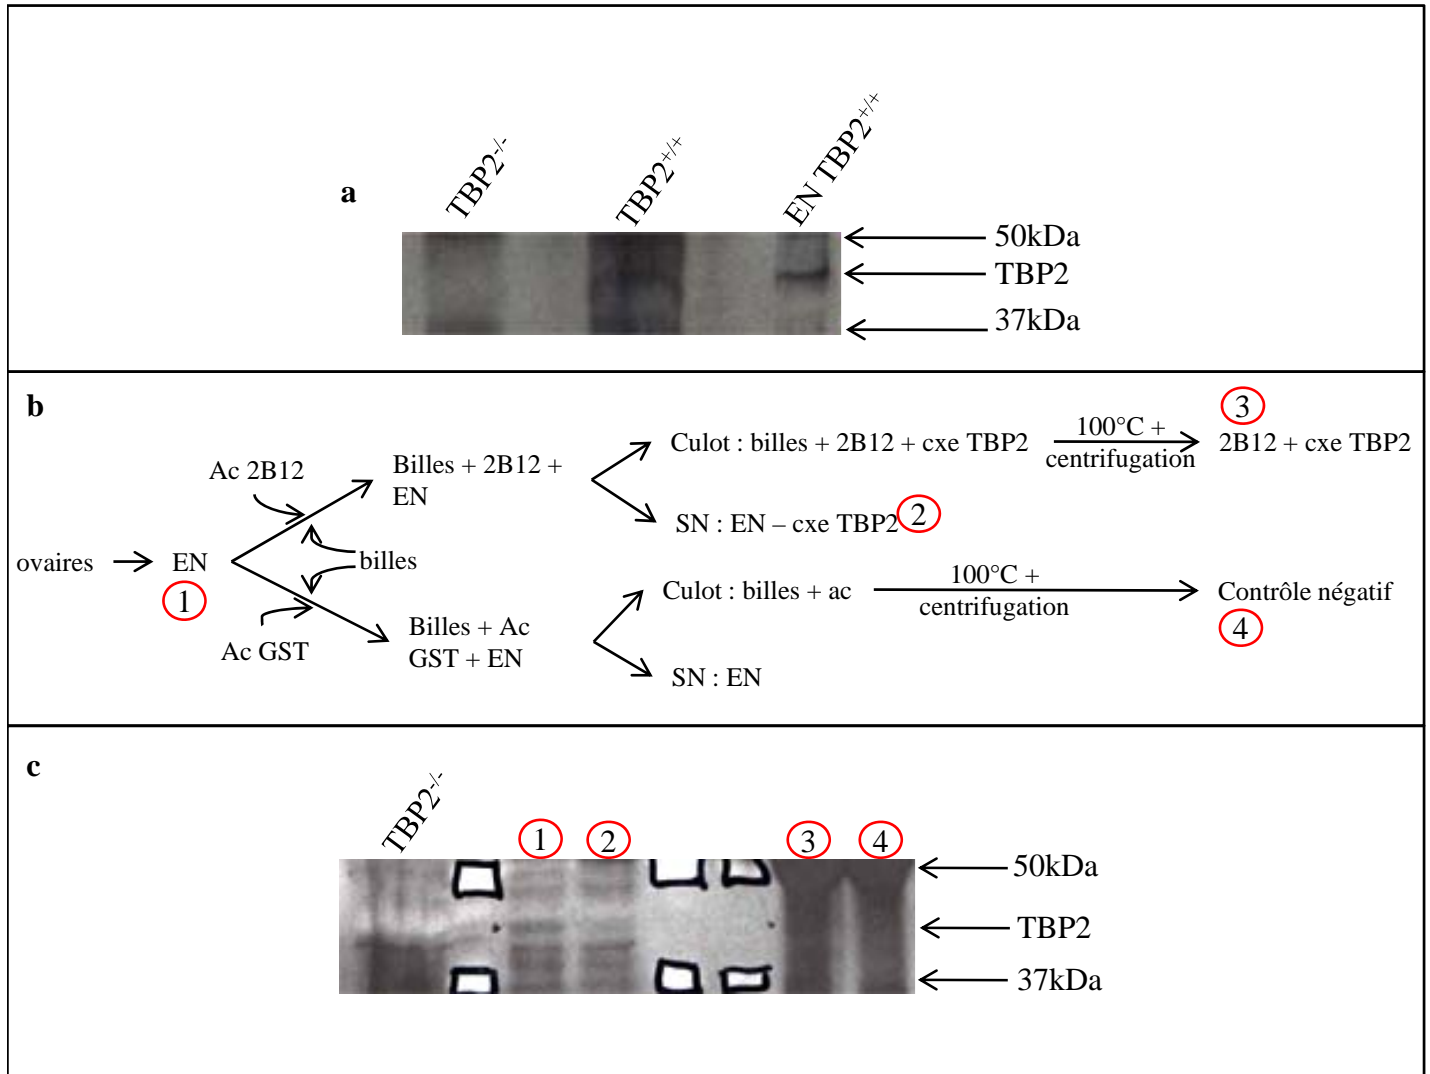 a
TBP2-/-
TBP2+/+
EN TBP2+/+
50kDa
TBP2
37kDa
b
ovaires
EN
1
Ac 2B12
billes
Ac GST
Billes + 2B12 +
EN
Billes + Ac
GST + EN
Culot : billes + 2B12 + cxe TBP2
100°C +
centrifugation
3
2B12 + cxe TBP2
SN : EN – cxe TBP2
2
Culot : billes + ac
100°C +
centrifugation
Contrôle négatif
4
SN : EN
c
TBP2-/-
1
2
3
4
50kDa
TBP2
37kDa